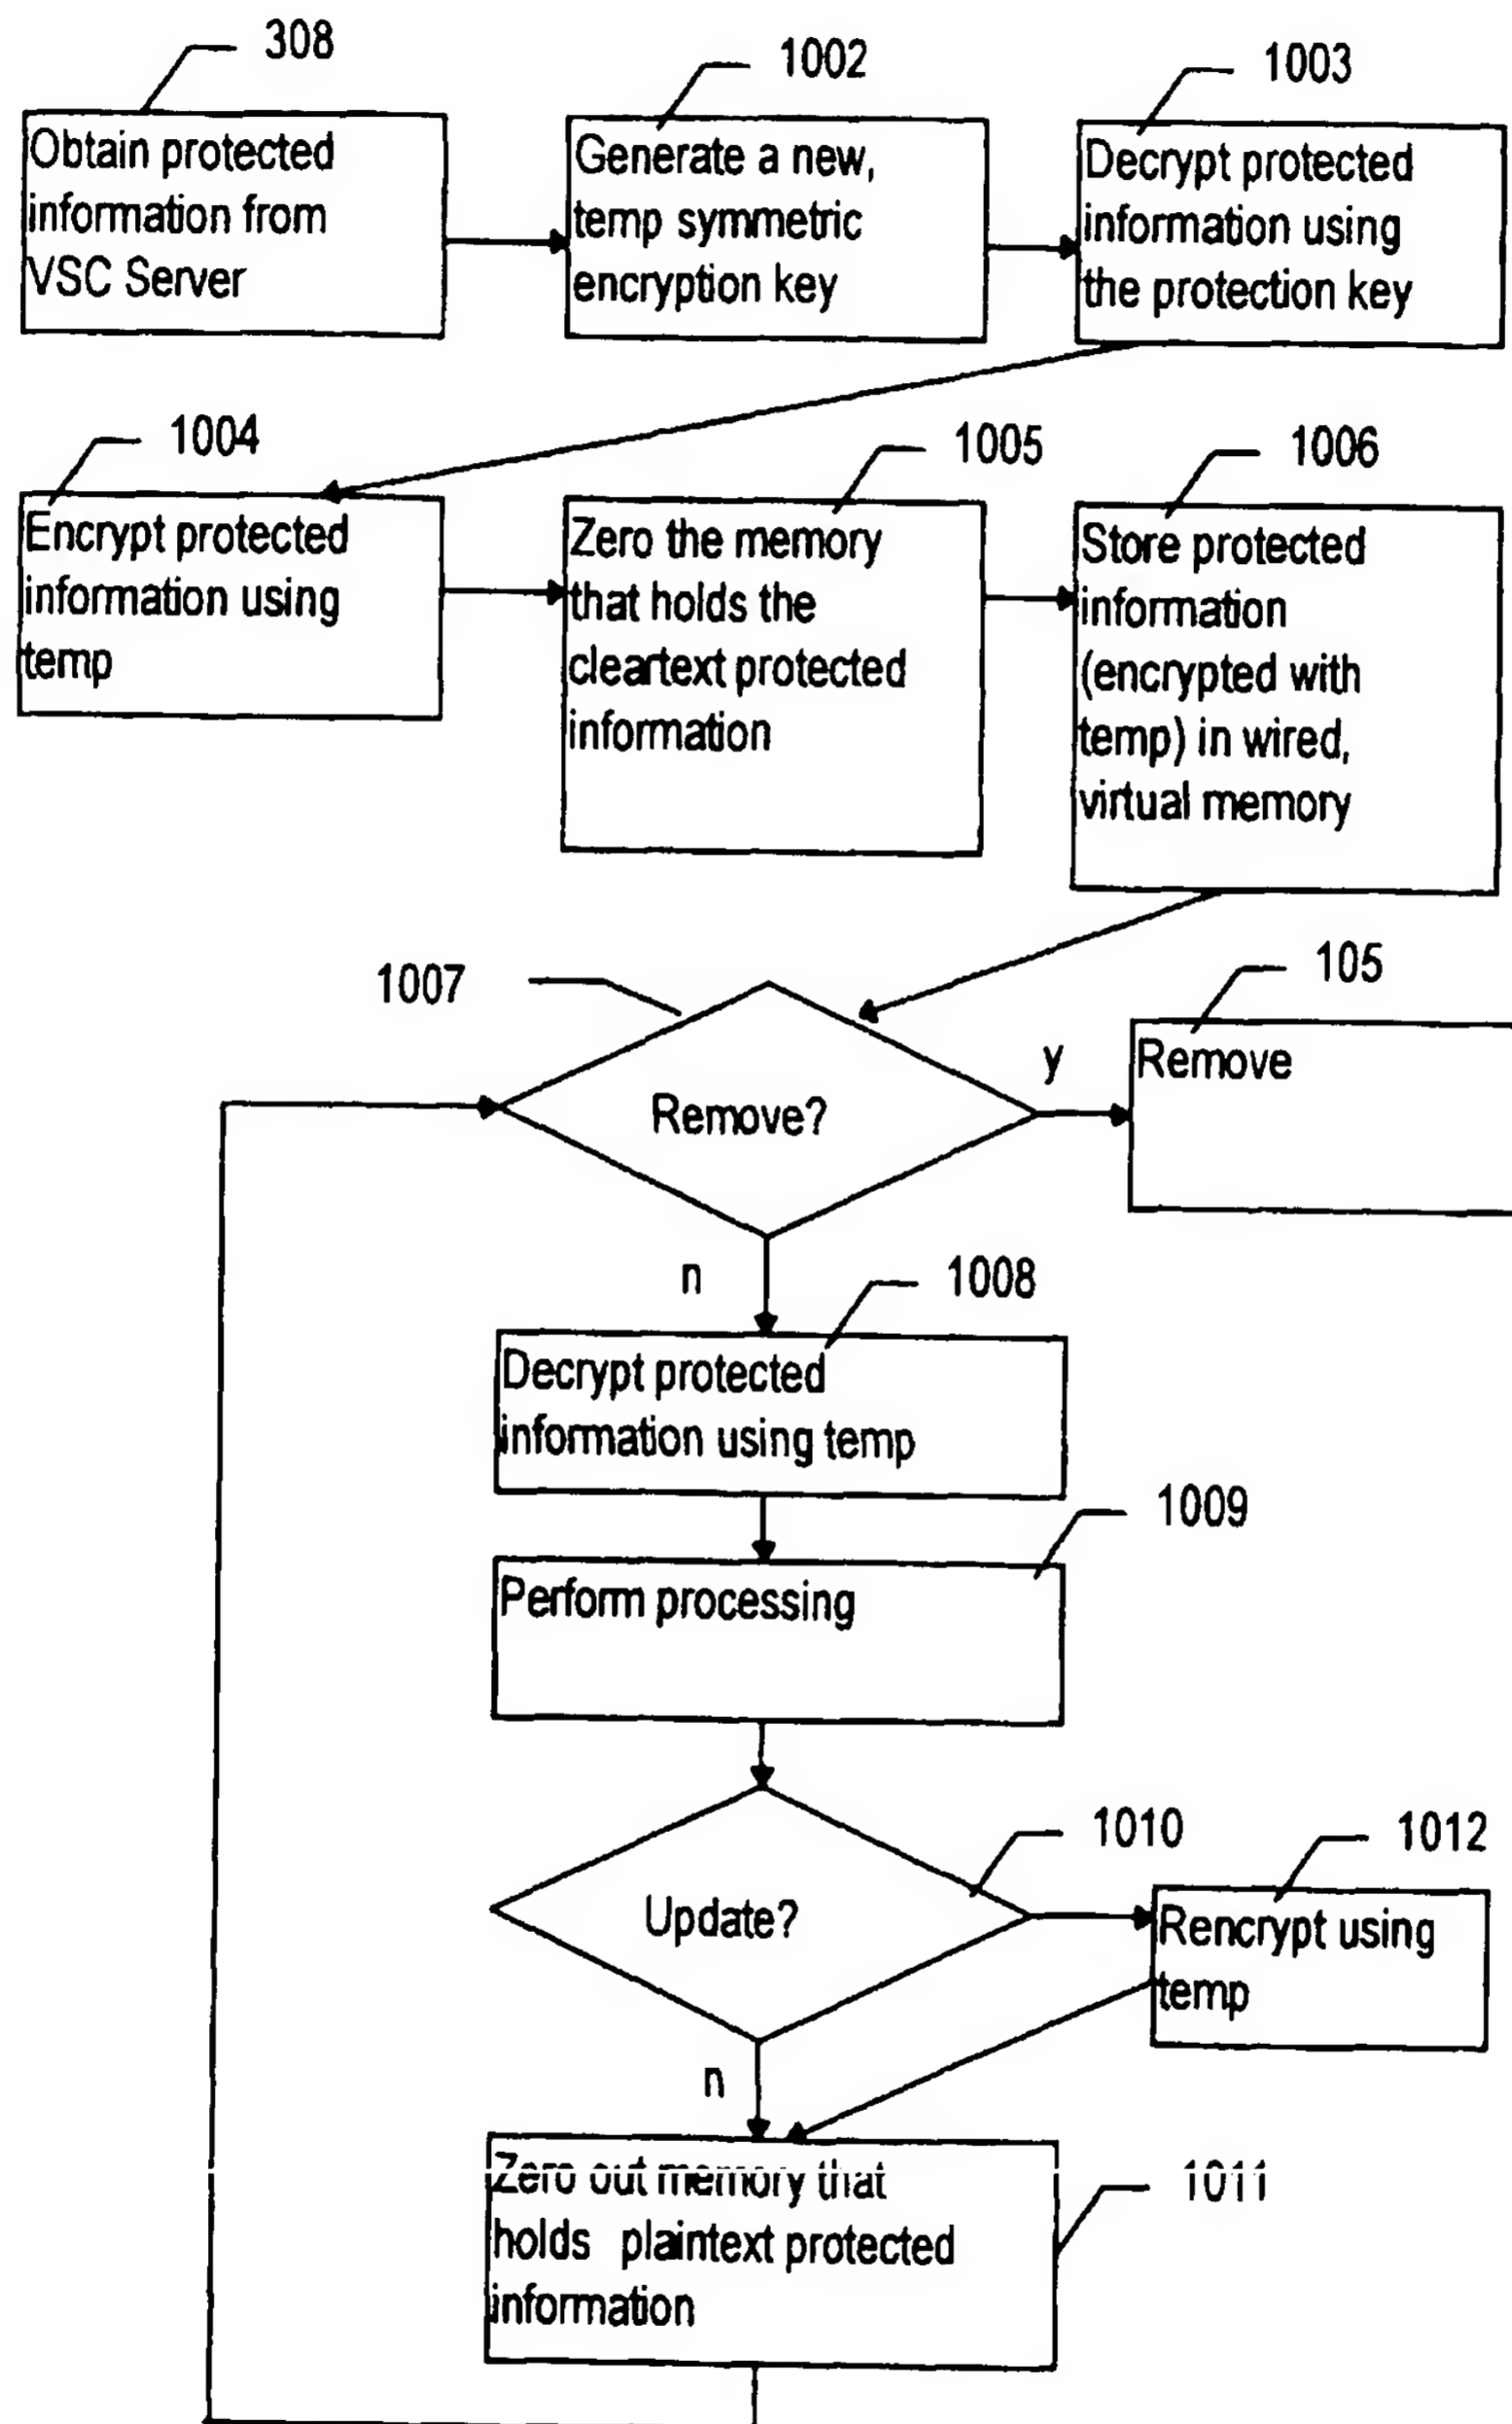 308
Obtain protected
information from
VSC Server
1002
Generate a new,
temp symmetric
encryption key
1003
Decrypt protected
information using
the protection key
1004
Encrypt protected
information using
temp
1005
Zero the memory
that holds the
cleartext protected
information
1006
Store protected
information
(encrypted with
temp) in wired,
virtual memory
1007
Remove?
y
105
Remove
n
1008
Decrypt protected
information using temp
1009
Perform processing
1010
Update?
1012
Rencrypt using
temp
n
1011
Zero out memory that
holds plaintext protected
information